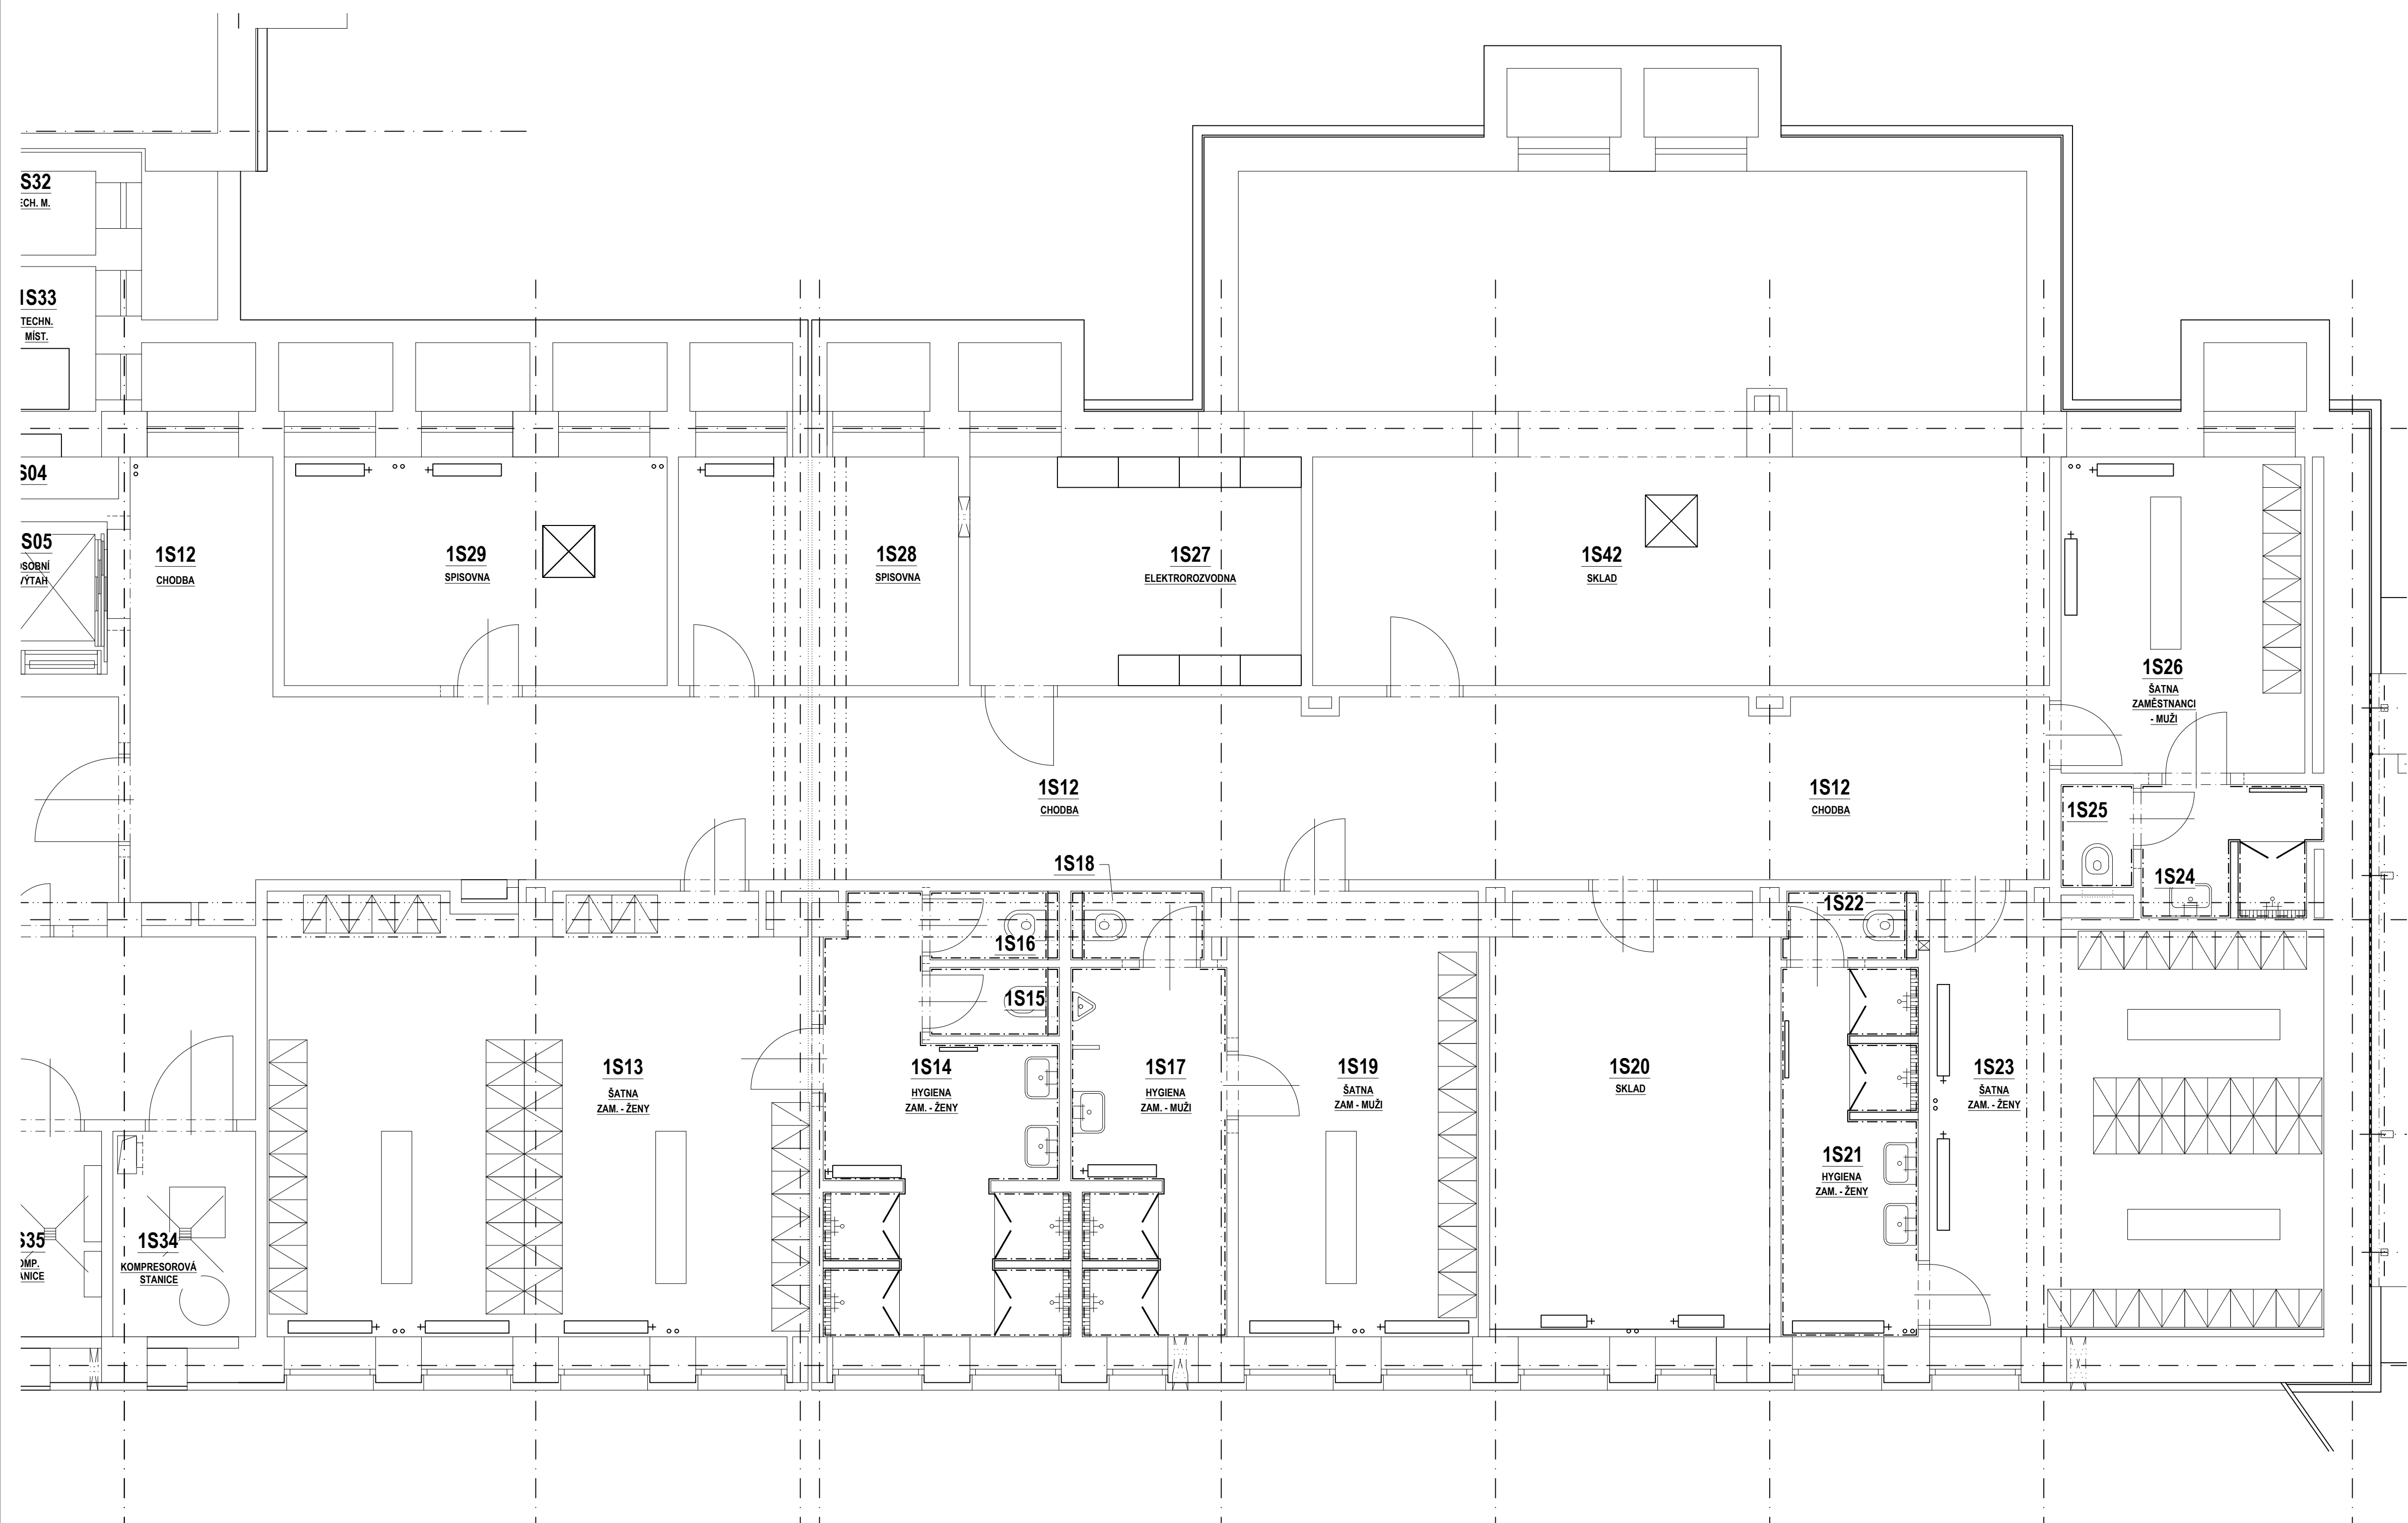 S32
ECH. M.
IS33
TECHN.
MÍST.
S04
S05
OSOBNÍ
VÝTAH
1S12
CHODBA
1S29
SPISOVNA
1S28
SPISOVNA
1S27
ELEKTROROZVODNA
1S42
SKLAD
1S26
ŠATNA
ZAMĚSTNANCI
- MUŽI
1S12
CHODBA
1S12
CHODBA
1S25
1S24
1S18
1S22
1S16
1S15
1S13
ŠATNA
ZAM. - ŽENY
1S14
HYGIENA
ZAM. - ŽENY
1S17
HYGIENA
ZAM. - MUŽI
1S19
ŠATNA
ZAM - MUŽI
1S20
SKLAD
1S23
ŠATNA
ZAM. - ŽENY
1S21
HYGIENA
ZAM. - ŽENY
S35
OMP.
ANICE
1S34
KOMPRESOROVÁ
STANICE